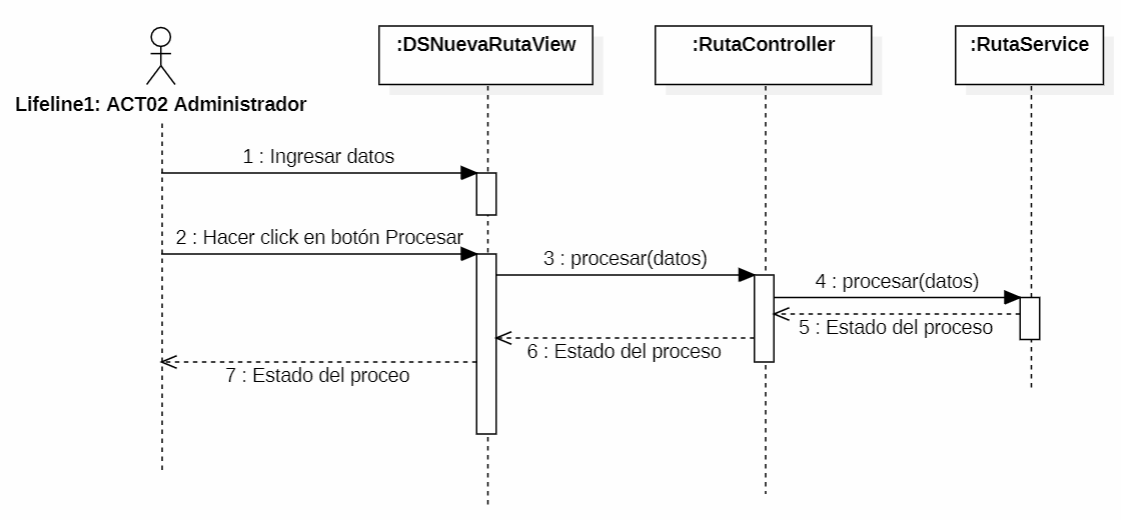 :DSNuevaRutaView
:RutaController
:RutaService
Lifeline1: ACT02 Administrador
1 : Ingresar datos
2 : Hacer click en botón Procesar
3 : procesar(datos)
4 : procesar(datos)
5 : Estado del proceso
6 : Estado del proceso
7 : Estado del proceo